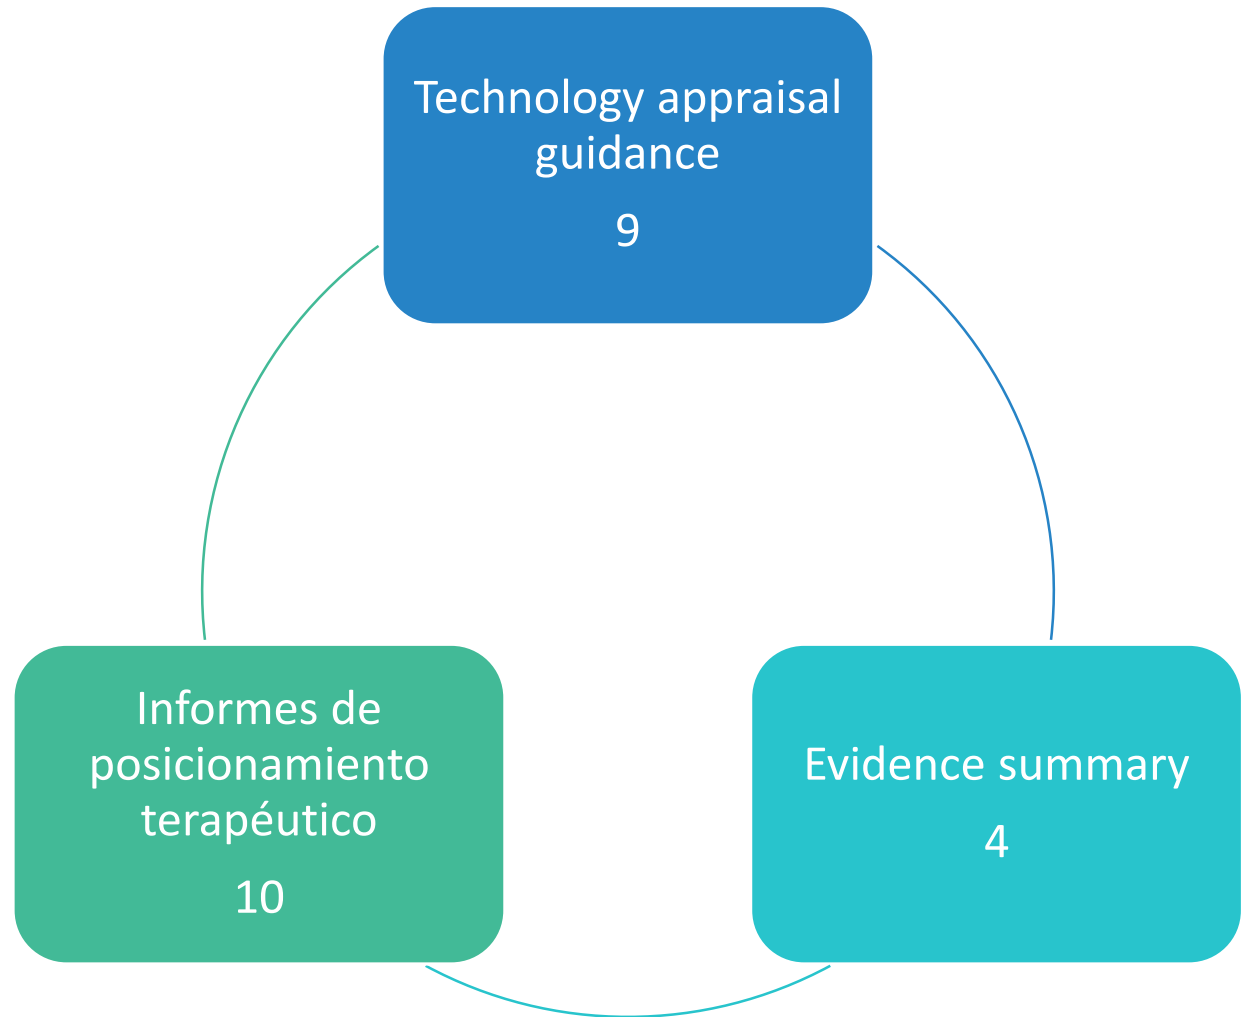 Technology appraisal
guidance
9
Informes de
posicionamiento
terapéutico
10
Evidence summary
4